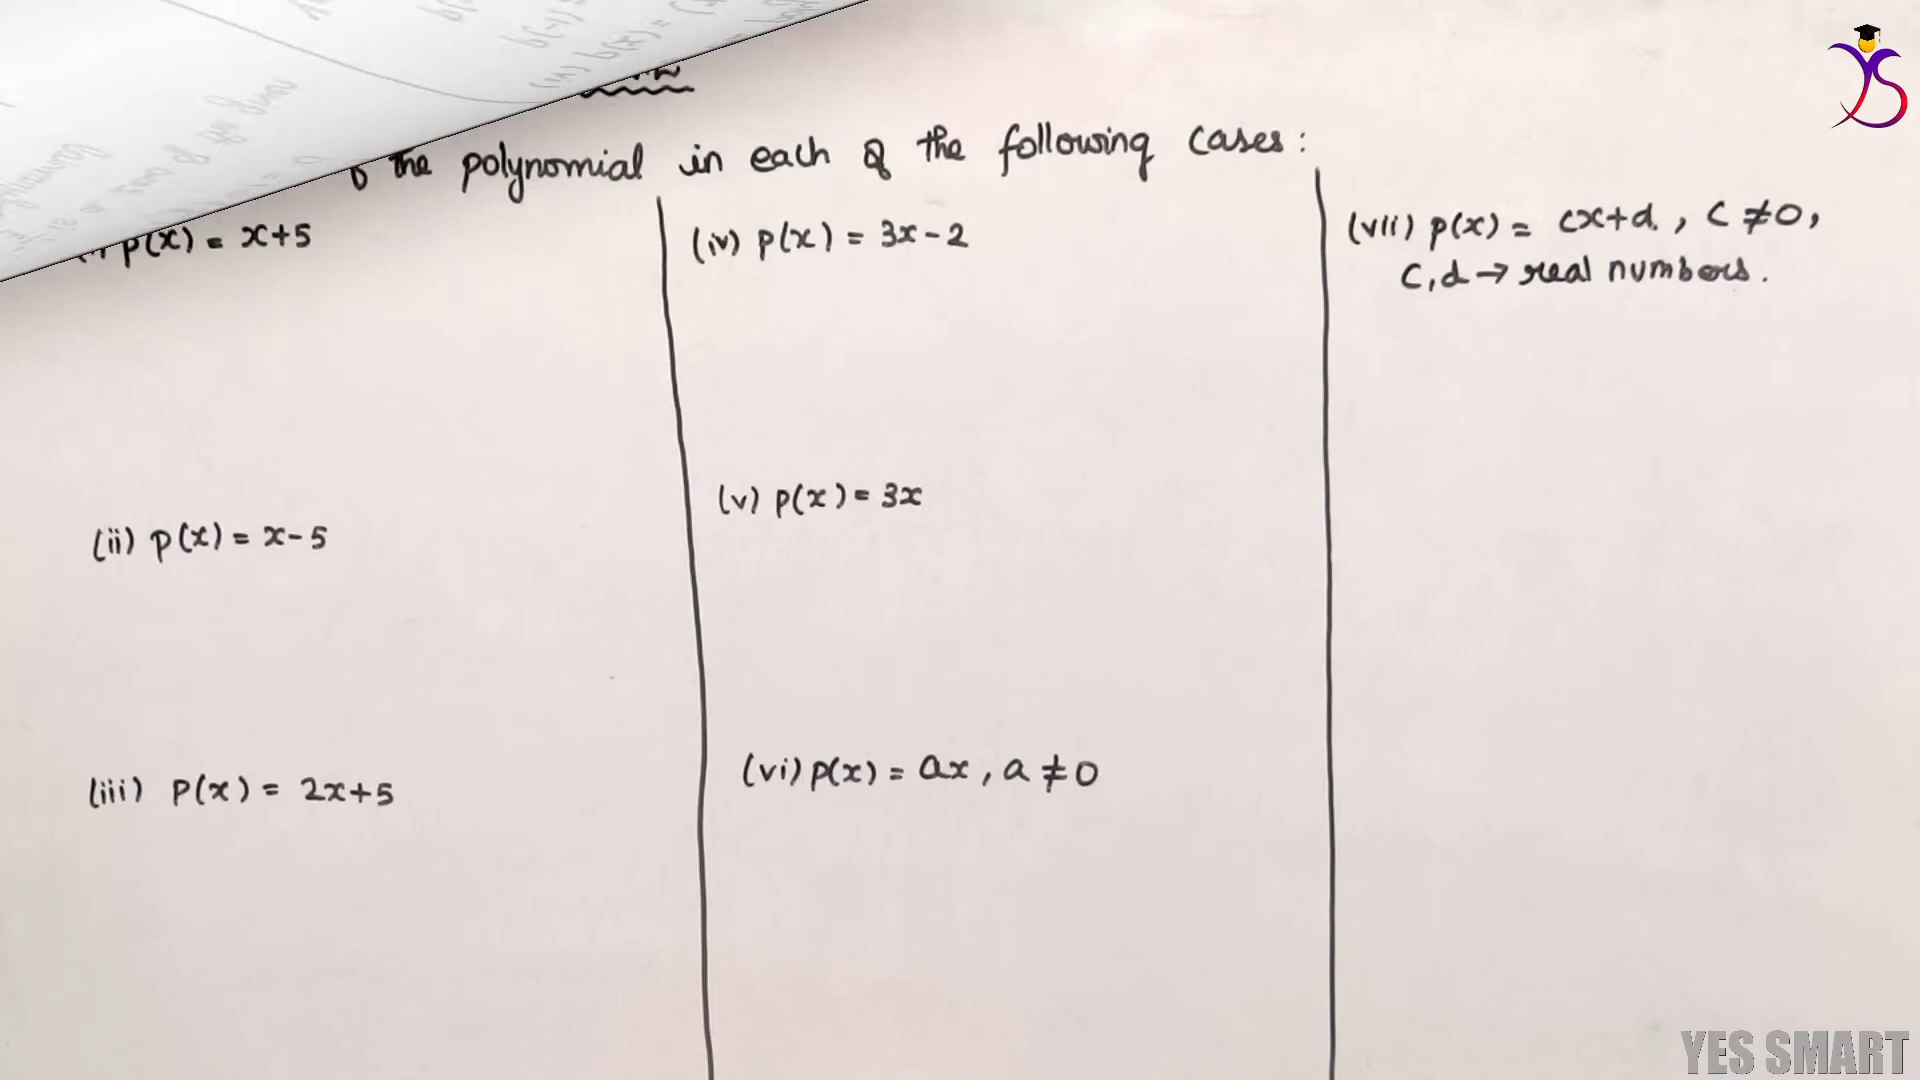 the polynomial in each of the following cases:
p(x) = x+5
(ii) p(x) = x-5
(iii) P(x) = 2x+5
(iv) p(x) = 3x-2
(v) p(x) = 3x
(vi) p(x) = ax, a ≠ 0
(vii) p(x) = cx+d, c ≠ 0,
c, d → real numbers.
YES SMART